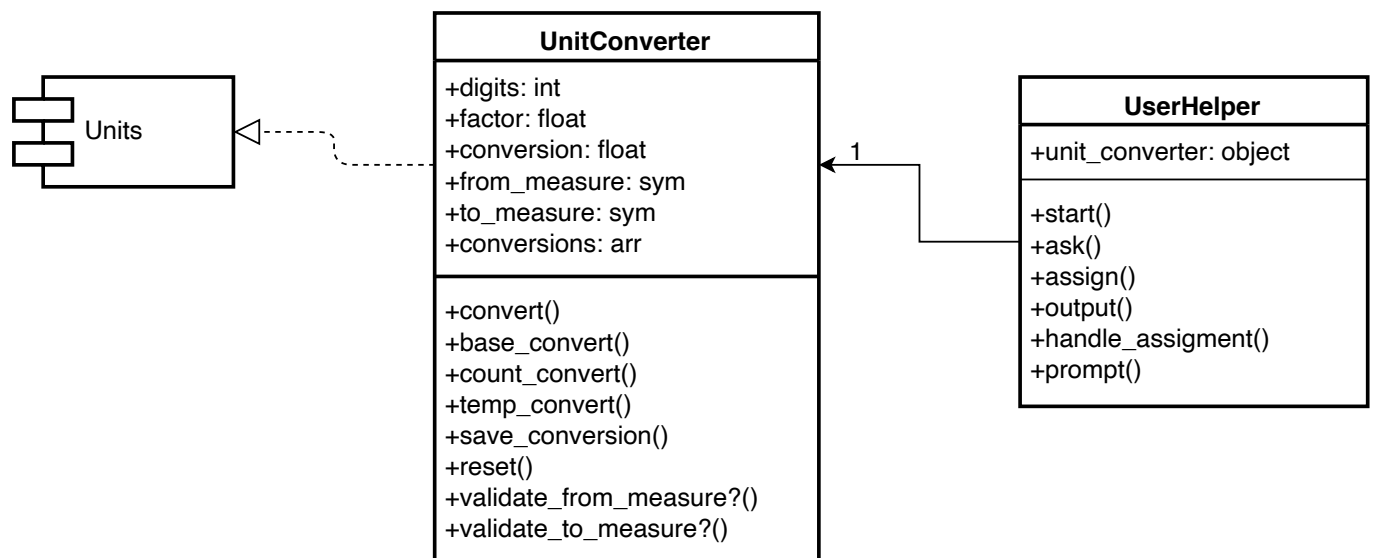 Units
UnitConverter
+digits: int
+factor: float
+conversion: float
+from_measure: sym
+to_measure: sym
+conversions: arr
+convert()
+base_convert()
+count_convert()
+temp_convert()
+save_conversion()
+reset()
+validate_from_measure?()
+validate_to_measure?()
1
UserHelper
+unit_converter: object
+start()
+ask()
+assign()
+output()
+handle_assigment()
+prompt()